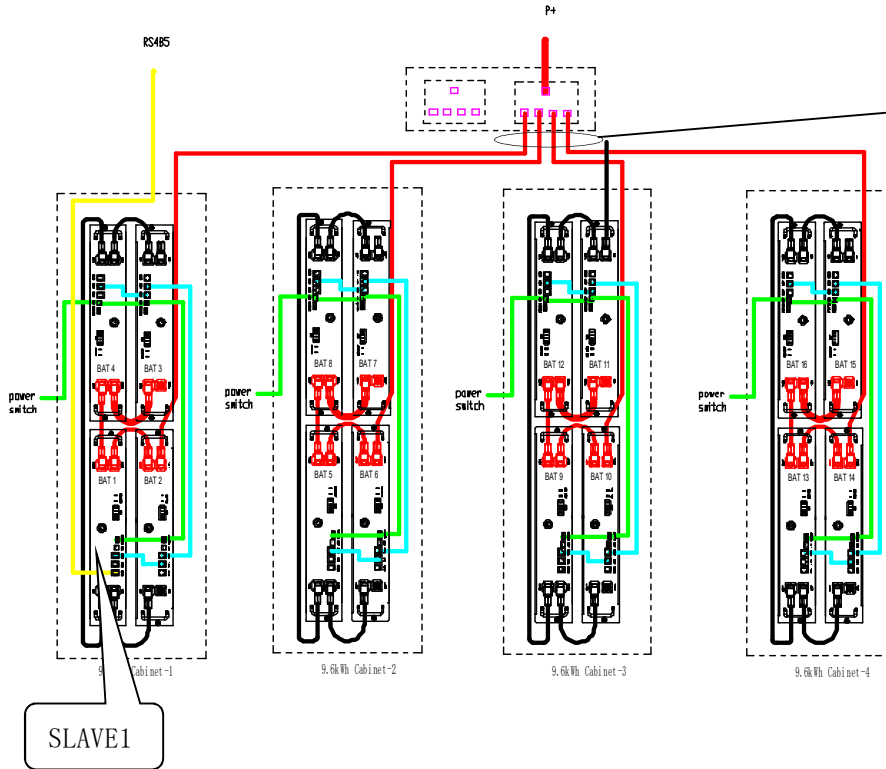 P+
RS485
BAT 4
BAT 3
BAT 8
BAT 7
BAT 12
BAT 11
BAT 16
BAT 15
power
switch
power
switch
power
switch
power
switch
BAT 1
BAT 2
BAT 5
BAT 6
BAT 9
BAT 10
BAT 13
BAT 14
9.6kWh Cabinet-2
9.6kWh Cabinet-3
9.6kWh Cabinet-4
Cabinet-1
SLAVE1